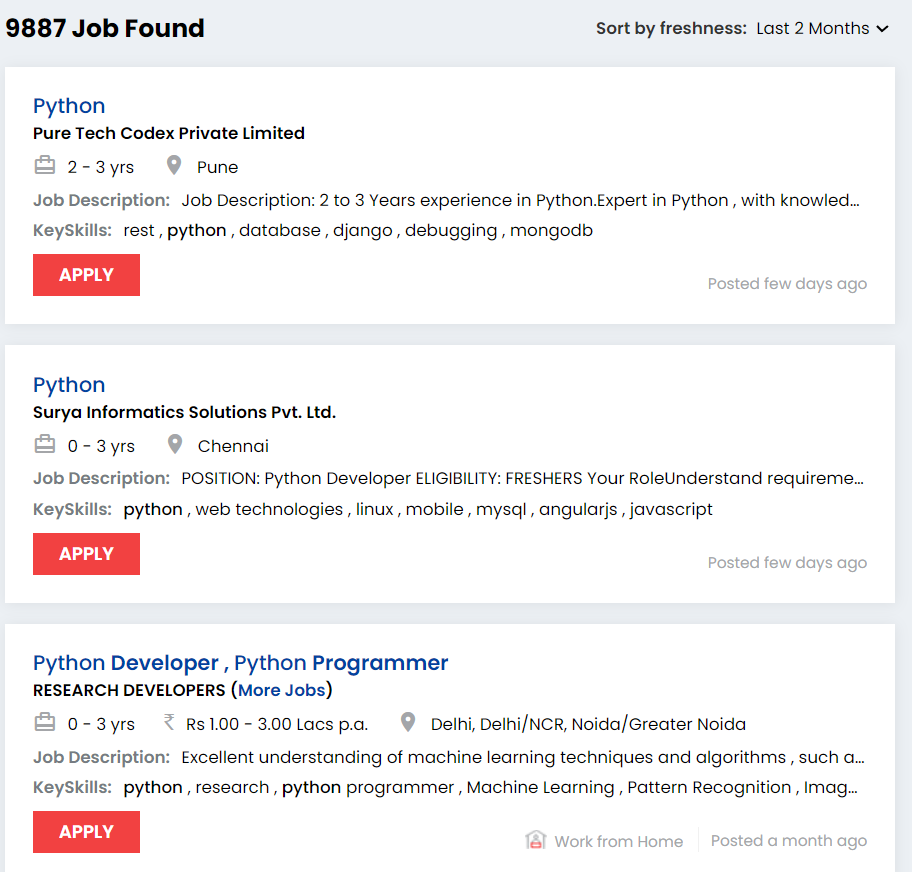 9887 Job Found
Sort by freshness: Last 2 Months
Python
Pure Tech Codex Private Limited
2 - 3 yrs Pune
Job Description: Job Description: 2 to 3 Years experience in Python.Expert in Python , with knowled...
KeySkills: rest , python , database , django , debugging , mongodb
APPLY
Posted few days ago
Python
Surya Informatics Solutions Pvt. Ltd.
0 - 3 yrs Chennai
Job Description: POSITION: Python Developer ELIGIBILITY: FRESHERS Your RoleUnderstand requireme...
KeySkills: python , web technologies , linux , mobile , mysql , angularjs , javascript
APPLY
Posted few days ago
Python Developer , Python Programmer
RESEARCH DEVELOPERS (More Jobs)
0 - 3 yrs ₹ Rs 1.00 - 3.00 Lacs p.a. Delhi, Delhi/NCR, Noida/Greater Noida
Job Description: Excellent understanding of machine learning techniques and algorithms , such a...
KeySkills: python , research , python programmer , Machine Learning , Pattern Recognition , Imag...
APPLY
Work from Home Posted a month ago